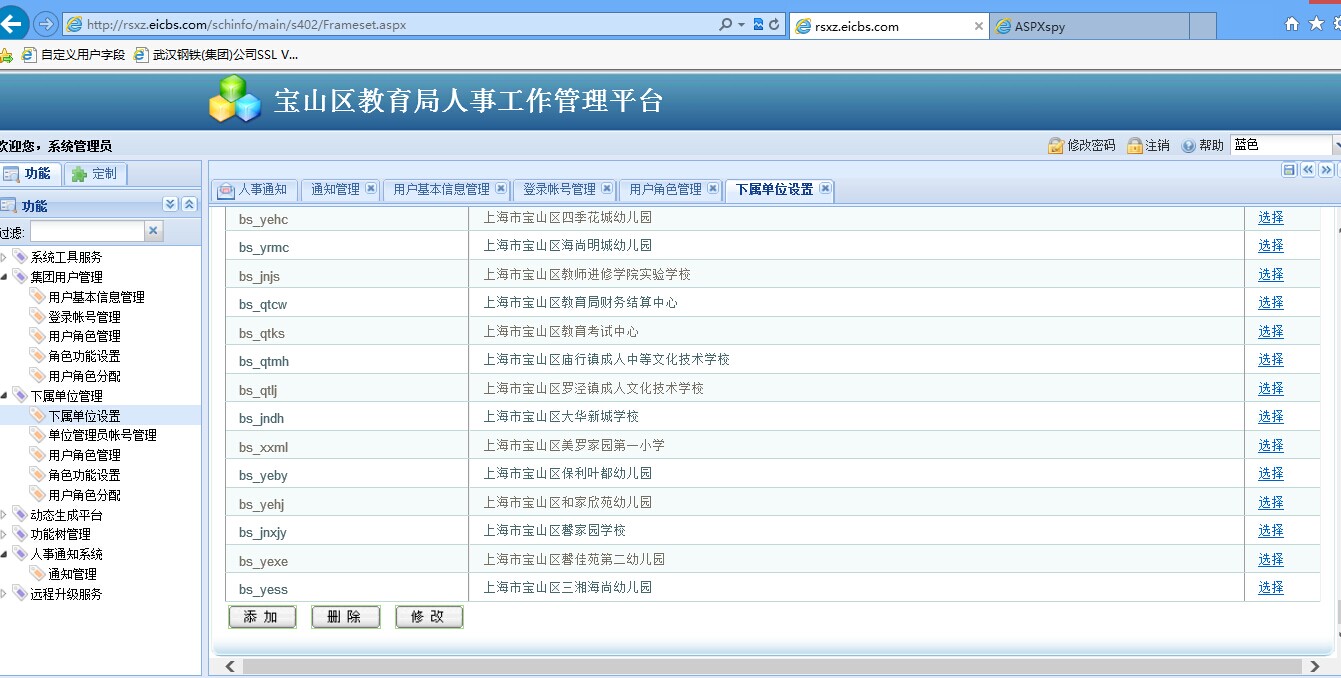 http://rsxz.eicbs.com/schinfo/main/s402/Frameset.aspx
rsxz.eicbs.com
ASPXspy
自定义用户字段
武汉钢铁(集团)公司SSL V...
宝山区教育局人事工作管理平台
欢迎您，系统管理员
修改密码 注销 帮助 蓝色
功能 定制
人事通知 通知管理 用户基本信息管理 登录帐号管理 用户角色管理 下属单位设置
功能
过滤:
系统工具服务
集团用户管理
用户基本信息管理
登录帐号管理
用户角色管理
角色功能设置
用户角色分配
下属单位管理
下属单位设置
单位管理员帐号管理
用户角色管理
角色功能设置
用户角色分配
动态生成平台
功能树管理
人事通知系统
通知管理
远程升级服务
bs_yehc 上海市宝山区四季花城幼儿园 选择
bs_yrmc 上海市宝山区海尚明城幼儿园 选择
bs_jnjs 上海市宝山区教师进修学院实验学校 选择
bs_qtcw 上海市宝山区教育局财务结算中心 选择
bs_qtks 上海市宝山区教育考试中心 选择
bs_qtmh 上海市宝山区庙行镇成人中等文化技术学校 选择
bs_qtlj 上海市宝山区罗泾镇成人文化技术学校 选择
bs_jndh 上海市宝山区大华新城学校 选择
bs_xxml 上海市宝山区美罗家园第一小学 选择
bs_yeby 上海市宝山区保利叶都幼儿园 选择
bs_yehj 上海市宝山区和家欣苑幼儿园 选择
bs_jnxjy 上海市宝山区馨家园学校 选择
bs_yexe 上海市宝山区馨佳苑第二幼儿园 选择
bs_yess 上海市宝山区三湘海尚幼儿园 选择
添 加 删 除 修 改